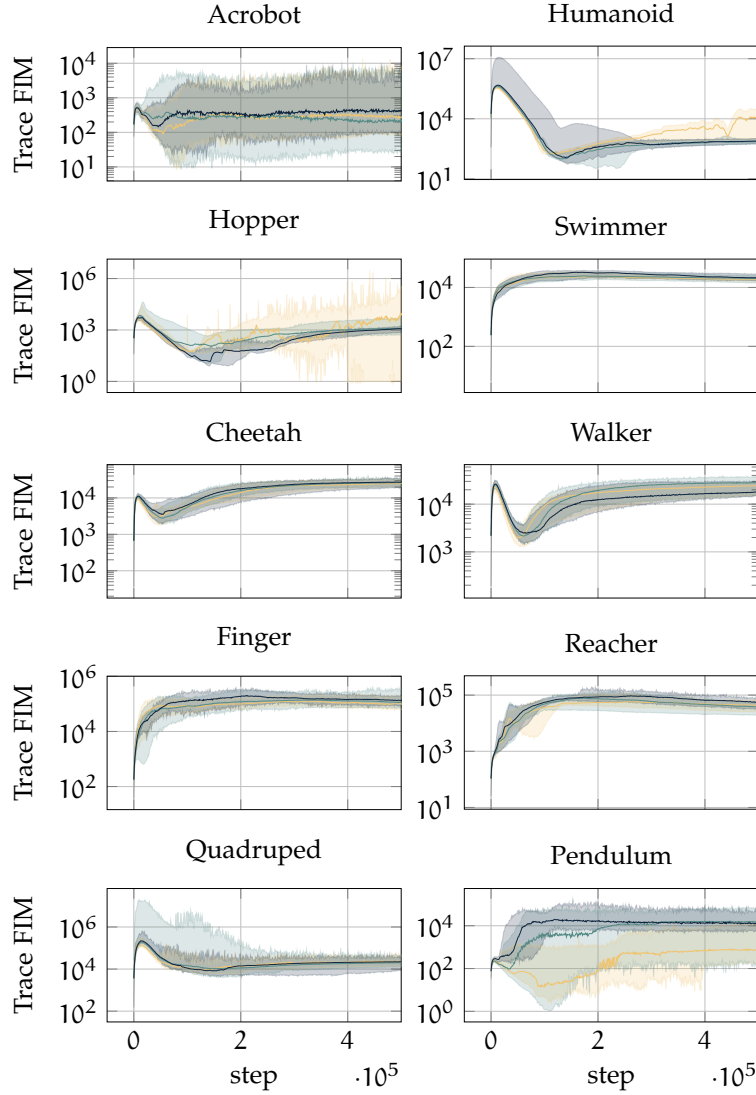 Acrobot Humanoid
Trace FIM 10^4 10^3 10^2 10^1 10^7 10^4 10^1
Hopper Swimmer
Trace FIM 10^6 10^3 10^0 10^4 10^2
Cheetah Walker
Trace FIM 10^4 10^3 10^2 10^4 10^3
Finger Reacher
Trace FIM 10^6 10^4 10^2 10^5 10^3 10^1
Quadruped Pendulum
Trace FIM 10^6 10^4 10^2 10^4 10^2 10^0
0 2 4 0 2 4
step ·10^5 step ·10^5